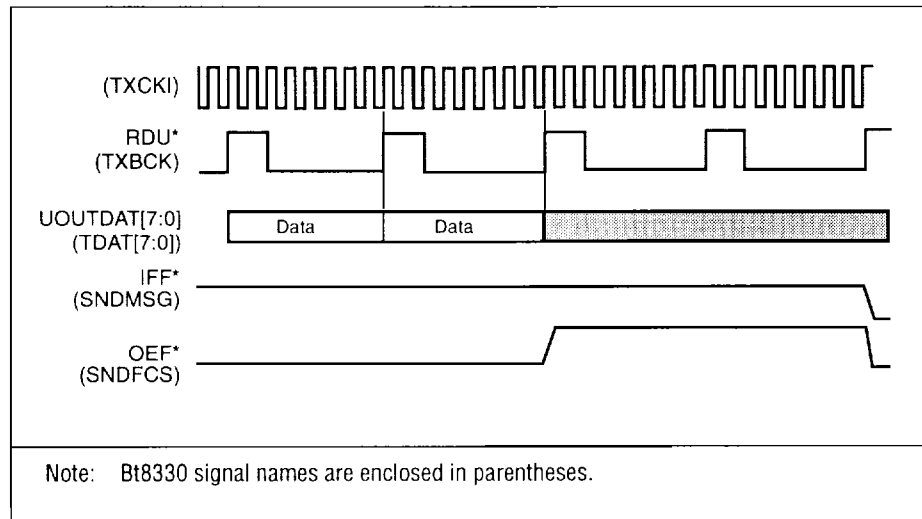 (TXCKI)
RDU*
(TXBCK)
UOUTDAT[7:0]
(TDAT[7:0])
Data
Data
IFF*
(SNDMSG)
OEF*
(SNDFCS)
Note: Bt8330 signal names are enclosed in parentheses.